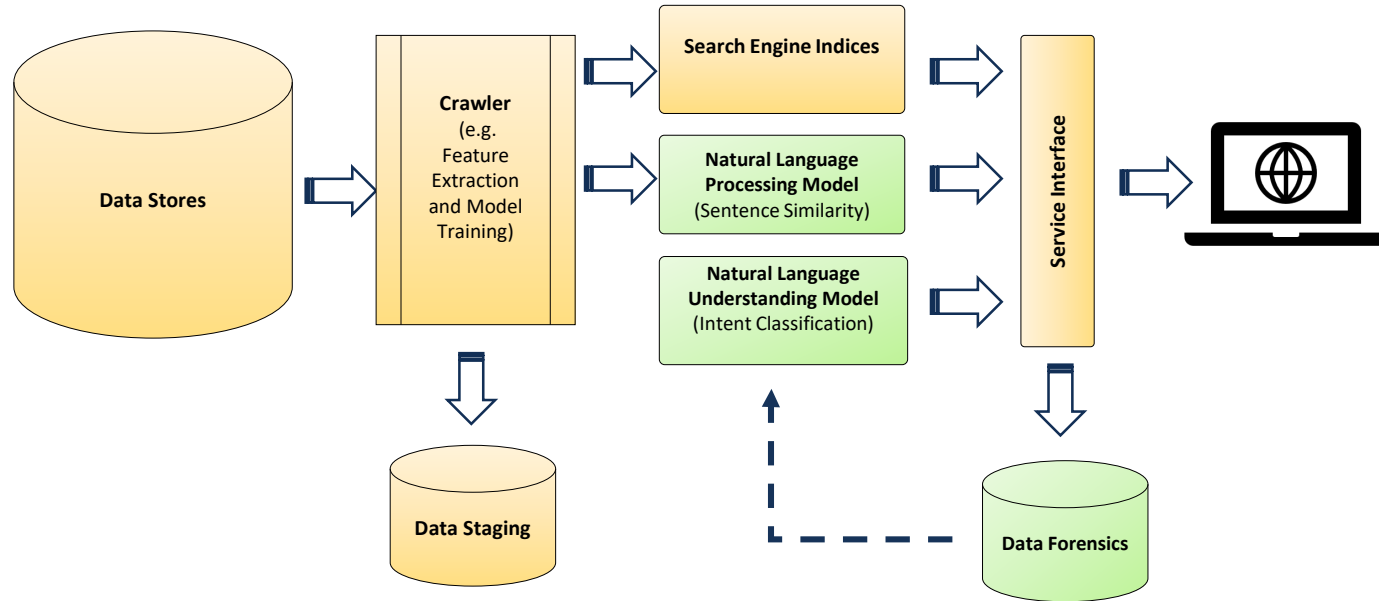 Data Stores
Crawler
(e.g.
Feature
Extraction
and Model
Training)
Search Engine Indices
Natural Language
Processing Model
(Sentence Similarity)
Natural Language
Understanding Model
(Intent Classification)
Service Interface
Data Staging
Data Forensics